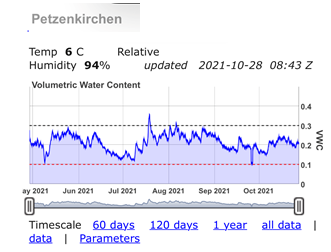 Petzenkirchen
Temp 6 C Relative
Humidity 94% updated 2021-10-28 08:43 Z
Volumetric Water Content
0.4
0.3
0.2
0.1
0
VWC
ay 2021 Jun 2021 Jul 2021 Aug 2021 Sep 2021 Oct 2021
Timescale 60 days 120 days 1 year all data |
data | Parameters